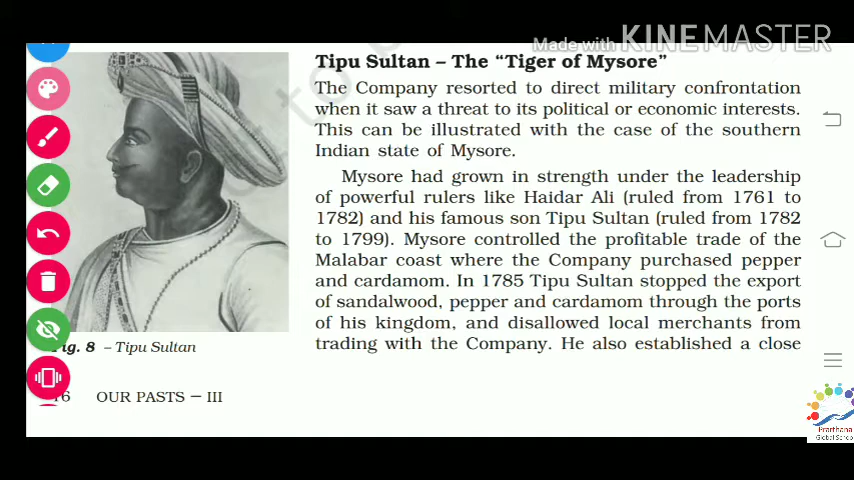 Made with KINEMASTER
Tipu Sultan – The “Tiger of Mysore”
The Company resorted to direct military confrontation
when it saw a threat to its political or economic interests.
This can be illustrated with the case of the southern
Indian state of Mysore.
Mysore had grown in strength under the leadership
of powerful rulers like Haidar Ali (ruled from 1761 to
1782) and his famous son Tipu Sultan (ruled from 1782
to 1799). Mysore controlled the profitable trade of the
Malabar coast where the Company purchased pepper
and cardamom. In 1785 Tipu Sultan stopped the export
of sandalwood, pepper and cardamom through the ports
of his kingdom, and disallowed local merchants from
trading with the Company. He also established a close
Fig. 8 – Tipu Sultan
16 OUR PASTS – III
Prarthana
Global School